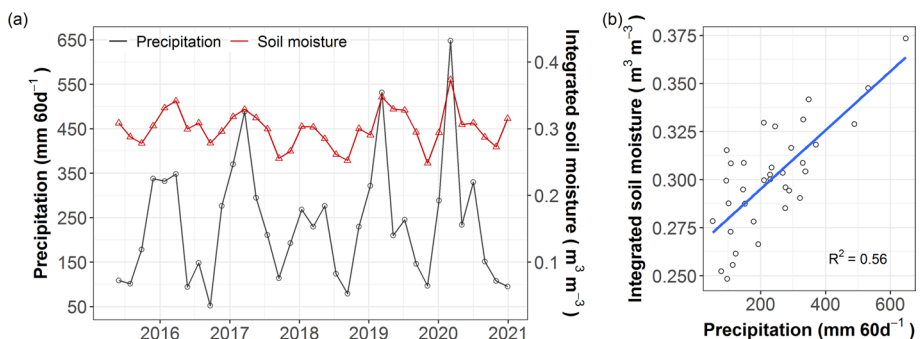 (a)
Precipitation
Soil moisture
Precipitation (mm 60d⁻¹)
650
550
450
350
250
150
50
0.4
0.3
0.2
0.1
Integrated soil moisture ( m³ m⁻³)
2016 2017 2018 2019 2020 2021
(b)
Integrated soil moisture ( m³ m⁻³)
0.375
0.350
0.325
0.300
0.275
0.250
R² = 0.56
200 400 600
Precipitation (mm 60d⁻¹)